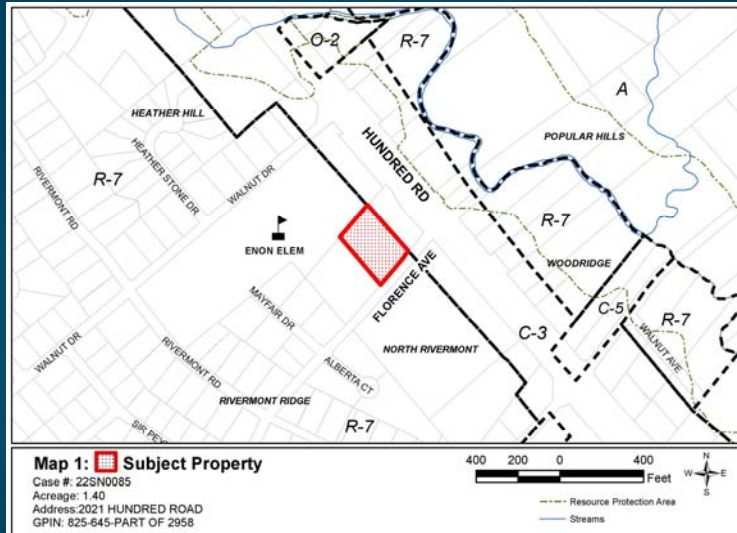 O-2
R-7
A
HEATHER HILL
HUNDRED RD
POPULAR HILLS
RIVERMONT RD
R-7
HEATHER STONE DR
WALNUT DR
R-7
ENON ELEM
WOODRIDGE
FLORENCE AVE
C-5
R-7
MAYFAIR DR
C-3
WALNUT AVE
NORTH RIVERMONT
WALNUT DR
RIVERMONT RD
ALBERTA CT
RIVERMONT RIDGE
SIR PEY
R-7
Map 1: Subject Property
Case #: 22SN0085
Acreage: 1.40
Address:2021 HUNDRED ROAD
GPIN: 825-645-PART OF 2958
400 200 0 400
Feet
N
W E
S
Resource Protection Area
Streams